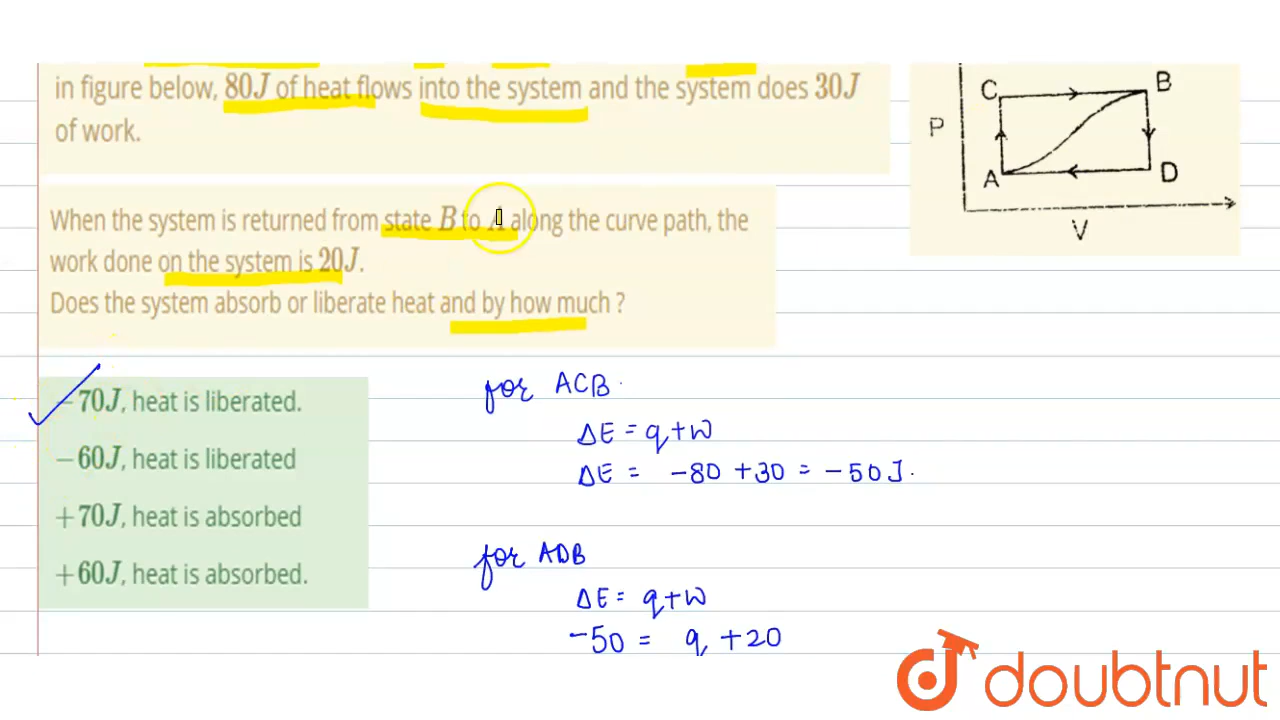 in figure below, 80J of heat flows into the system and the system does 30J
of work.
C
B
P
A
D
V
When the system is returned from state B to A along the curve path, the
work done on the system is 20J.
Does the system absorb or liberate heat and by how much ?
−70J, heat is liberated.
−60J, heat is liberated
+70J, heat is absorbed
+60J, heat is absorbed.
for ACB.
ΔE = q+w
ΔE = -80 +30 = -50J.
for ADB
ΔE = q+w
-50 = q +20
doubtnut